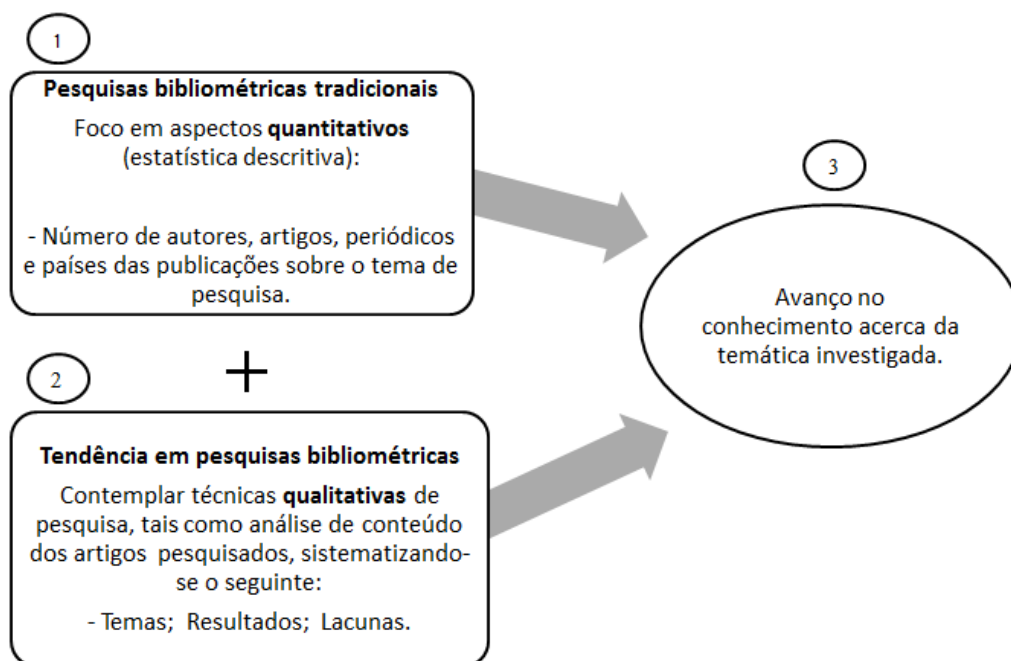 1
Pesquisas bibliométricas tradicionais
Foco em aspectos quantitativos
(estatística descritiva):
- Número de autores, artigos, periódicos
e países das publicações sobre o tema de
pesquisa.
+
2
Tendência em pesquisas bibliométricas
Contemplar técnicas qualitativas de
pesquisa, tais como análise de conteúdo
dos artigos pesquisados, sistematizando-
se o seguinte:
- Temas; Resultados; Lacunas.
3
Avanço no
conhecimento acerca da
temática investigada.